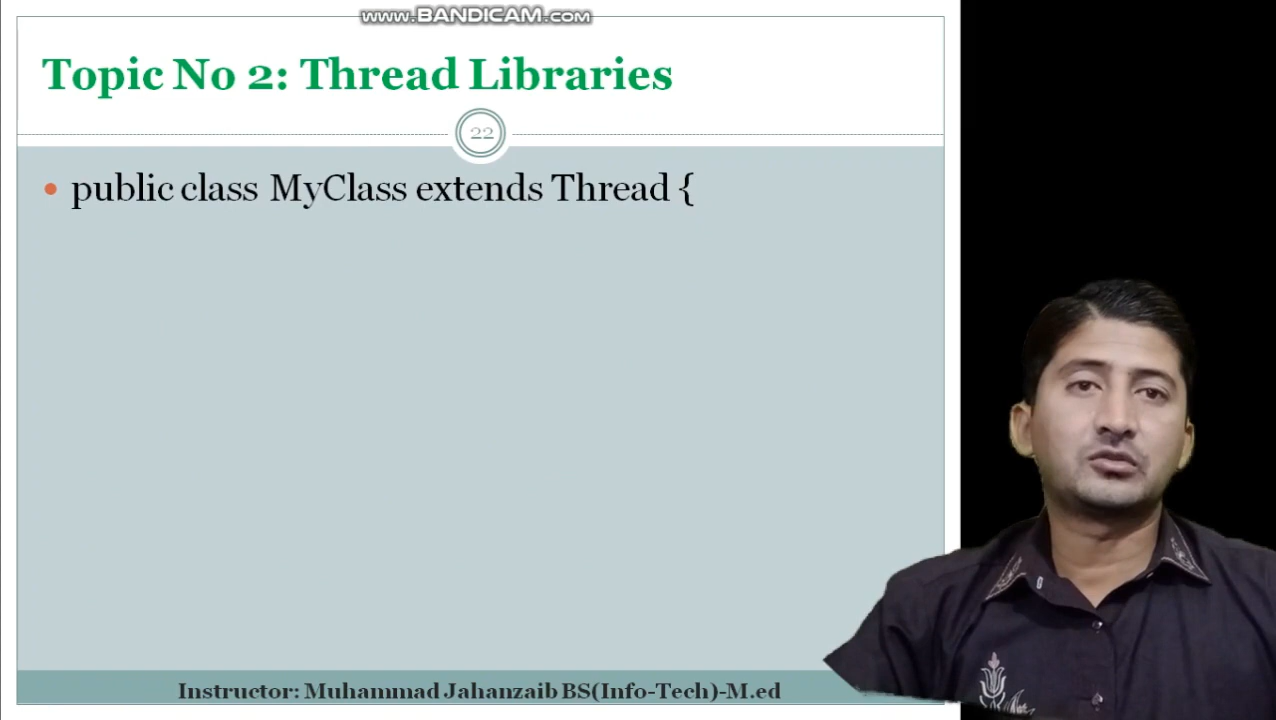 www.BANDICAM.com
Topic No 2: Thread Libraries
22
• public class MyClass extends Thread {
Instructor: Muhammad Jahanzaib BS(Info-Tech)-M.ed